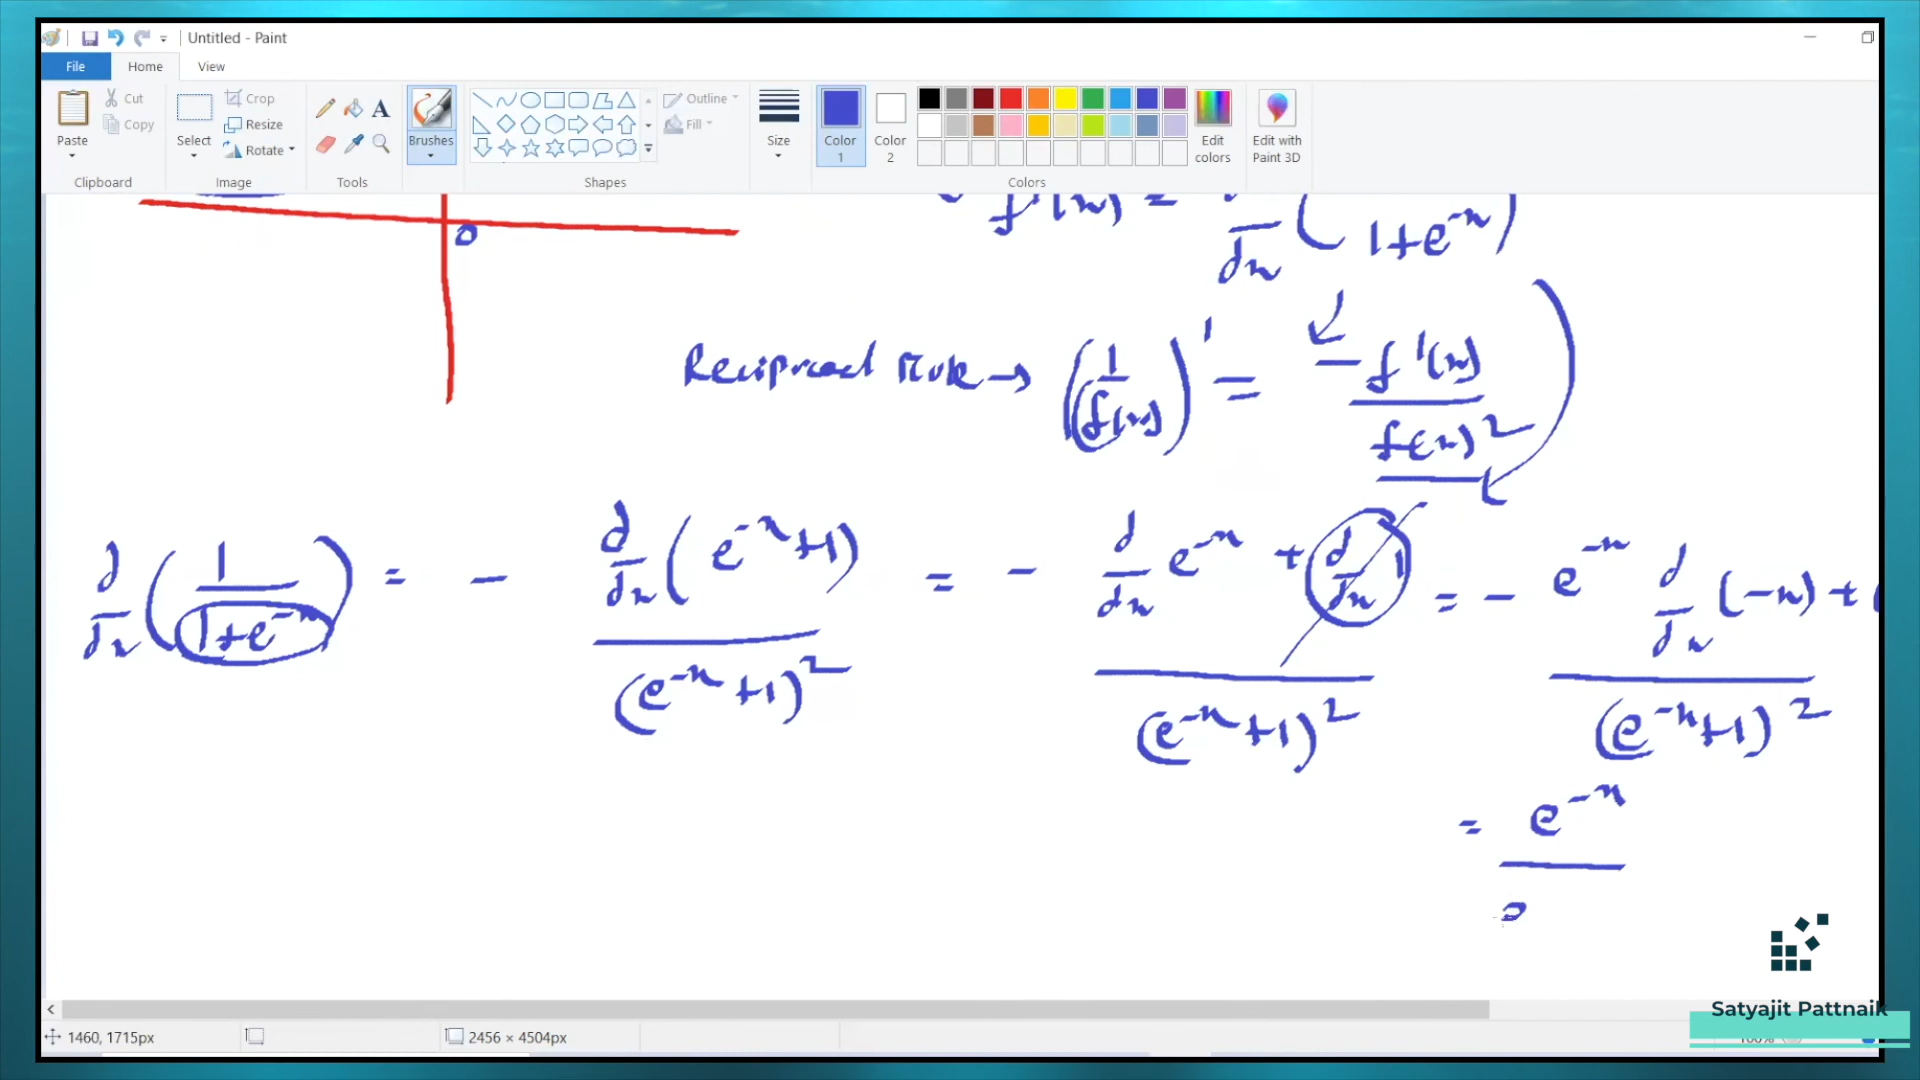 Untitled - Paint
File Home View
Paste
Cut
Copy
Clipboard
Select
Crop
Resize
Rotate
Image
Tools
Brushes
Shapes
Outline
Fill
Size
Color 1
Color 2
Colors
Edit colors
Edit with Paint 3D
0
f'(x) = dx ( 1+e^-x )
Reciprocal Rule → (1/f(x))' = -f'(x)/f(x)^2
d/dx (1/(1+e^-x)) = - d/dx (e^-x+1)/(e^-x+1)^2 = - d/dx e^-x + d/dx 1/(e^-x+1)^2 = - e^-x d/dx (-x) +/(e^-x+1)^2
= e^-x
Satyajit Pattnaik
1460, 1715px
2456 × 4504px
100%